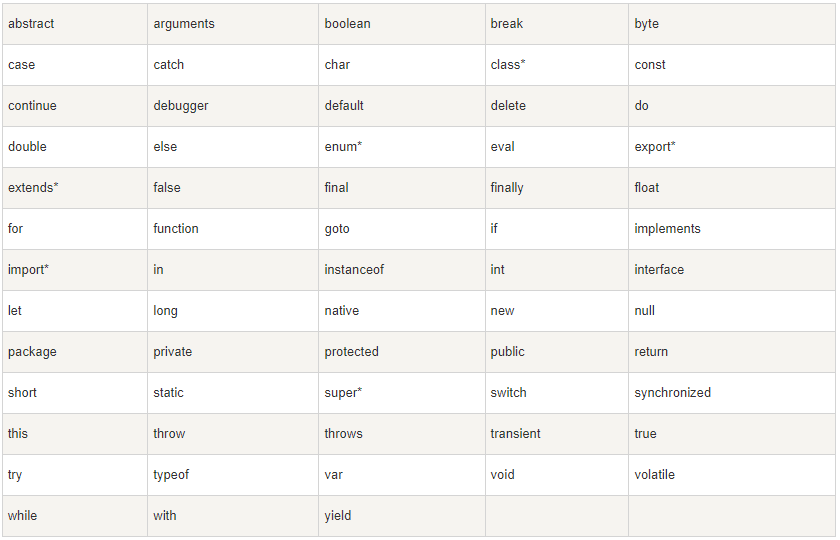 abstract arguments boolean break byte
case catch char class* const
continue debugger default delete do
double else enum* eval export*
extends* false final finally float
for function goto if implements
import* in instanceof int interface
let long native new null
package private protected public return
short static super* switch synchronized
this throw throws transient true
try typeof var void volatile
while with yield